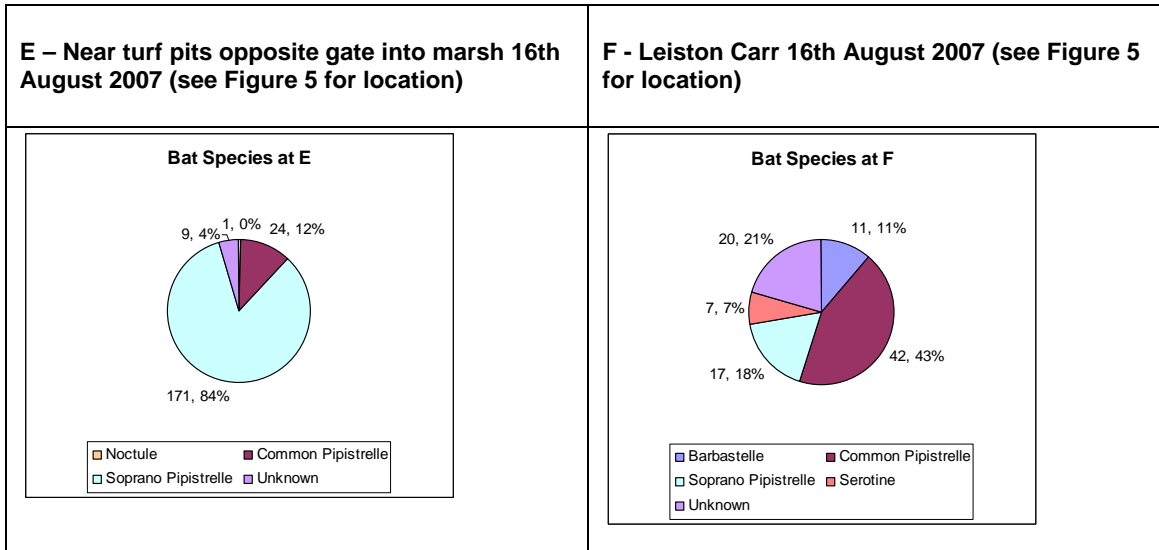 E – Near turf pits opposite gate into marsh 16th
August 2007 (see Figure 5 for location)
F - Leiston Carr 16th August 2007 (see Figure 5
for location)
Bat Species at E
1, 0%
24, 12%
9, 4%
171, 84%
Noctule
Common Pipistrelle
Soprano Pipistrelle
Unknown
Bat Species at F
20, 21%
11, 11%
7, 7%
42, 43%
17, 18%
Barbastelle
Common Pipistrelle
Soprano Pipistrelle
Serotine
Unknown